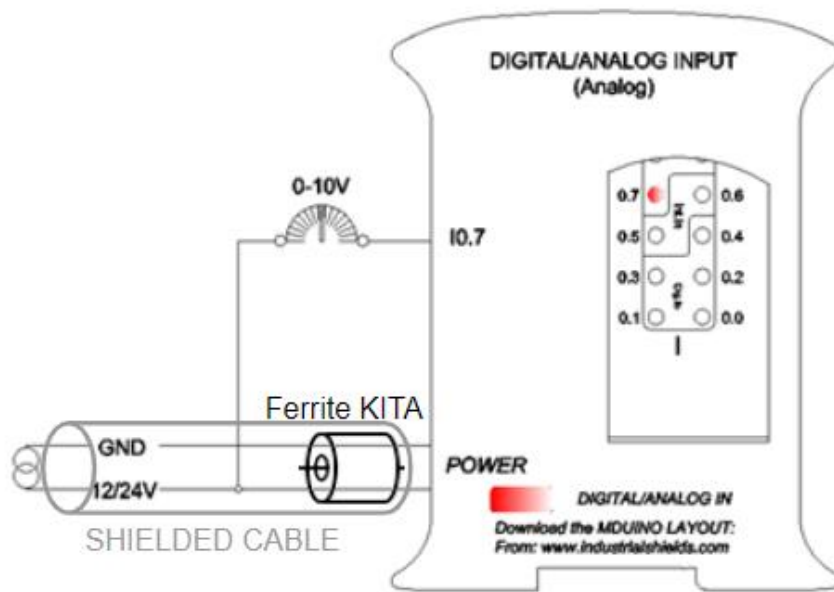 DIGITAL/ANALOG INPUT
(Analog)
0-10V
I0.7
0.7 0.6
0.5 0.4
0.3 0.2
0.1 0.0
I
Ferrite KITA
GND
12/24V
SHIELDED CABLE
POWER
DIGITAL/ANALOG IN
Download the MDUINO LAYOUT:
From: www.industrialshields.com